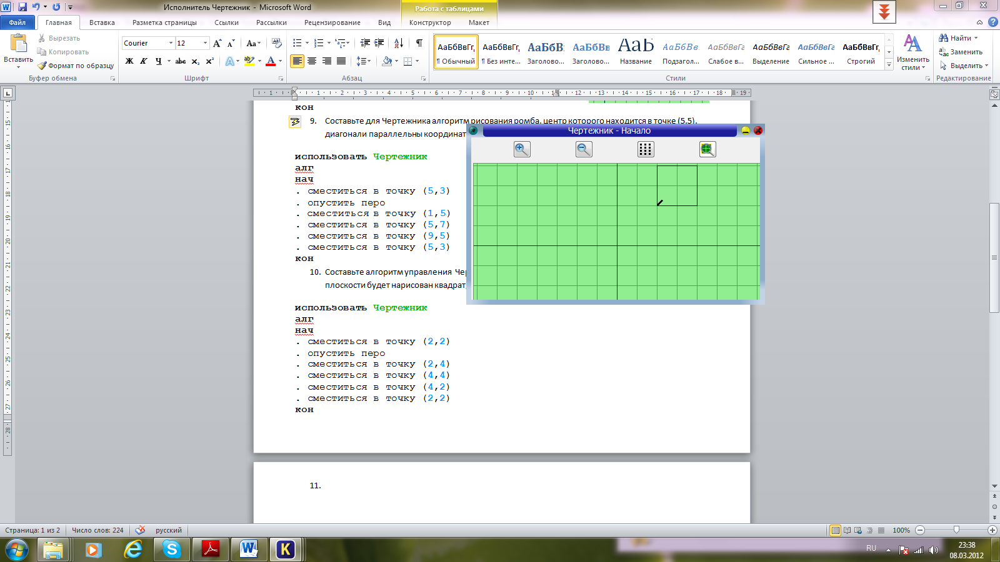 Исполнитель Чертежник - Microsoft Word
Работа с таблицами
Файл Главная Вставка Разметка страницы Ссылки Рассылки Рецензирование Вид Конструктор Макет
Вставить
Вырезать
Копировать
Формат по образцу
Буфер обмена
Courier 12
Ж К Ч abc x₂ x²
Шрифт
Абзац
АаБбВвГг, АаБбВвГг, АаБбВ АаБбВв АаБ АаБбВв АаБбВвГг АаБбВвГг АаБбВвГг АаБбВвГг,
¶ Обычный ¶ Без инте... Заголово... Заголово... Название Подзагол... Слабое в... Выделение Сильное ... Строгий
Стили
Изменить стили
Найти
Заменить
Выделить
Редактирование
кон
9. Составьте для Чертежника алгоритм рисования ромба, центр которого находится в точке (5,5),
диагонали параллельны координат
использовать Чертежник
алг
нач
. сместиться в точку (5,3)
. опустить перо
. сместиться в точку (1,5)
. сместиться в точку (5,7)
. сместиться в точку (9,5)
. сместиться в точку (5,3)
кон
10. Составьте алгоритм управления Чер
плоскости будет нарисован квадрат,
использовать Чертежник
алг
нач
. сместиться в точку (2,2)
. опустить перо
. сместиться в точку (2,4)
. сместиться в точку (4,4)
. сместиться в точку (4,2)
. сместиться в точку (2,2)
кон
Чертежник - Начало
11.
Страница: 1 из 2 Число слов: 224 русский 100%
RU 23:38
08.03.2012